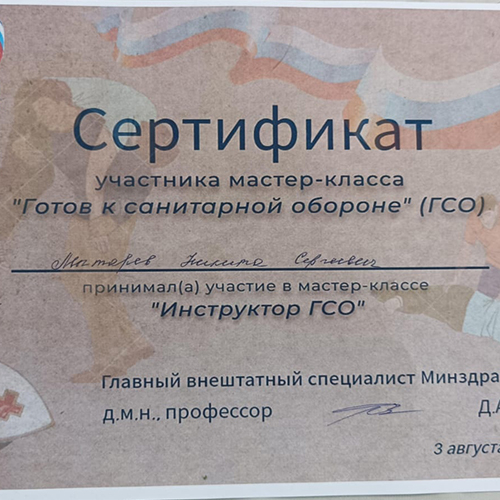 Сертификат
участника мастер-класса
"Готов к санитарной обороне" (ГСО)
Мытарев Никита Сергеевич
принимал(а) участие в мастер-классе
"Инструктор ГСО"
Главный внештатный специалист Минздра
д.м.н., профессор Д.А
3 августа